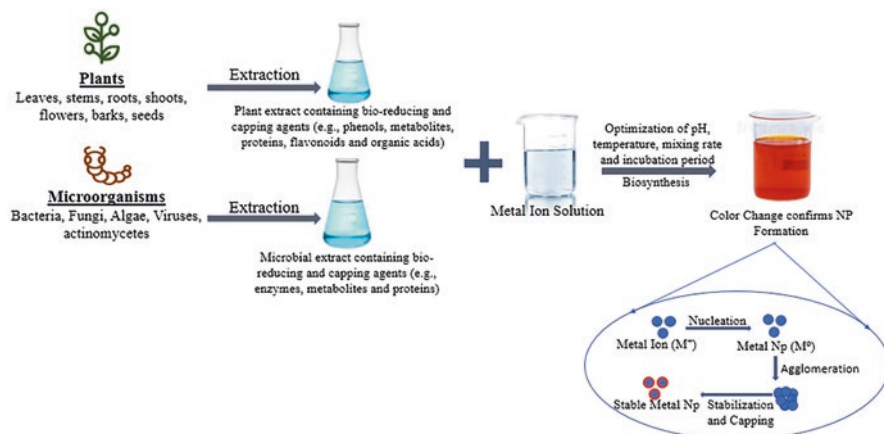 Plants
Leaves, stems, roots, shoots,
flowers, barks, seeds
Extraction
Plant extract containing bio-reducing and
capping agents (e.g., phenols, metabolites,
proteins, flavonoids and organic acids)
Microorganisms
Bacteria, Fungi, Algae, Viruses,
actinomycetes
Extraction
Microbial extract containing bio-
reducing and capping agents (e.g.,
enzymes, metabolites and proteins)
+
Metal Ion Solution
Optimization of pH,
temperature, mixing rate
and incubation period
Biosynthesis
Color Change confirms NP
Formation
Metal Ion (M⁺)
Nucleation
Metal Np (M⁰)
Agglomeration
Stabilization
and Capping
Stable Metal Np